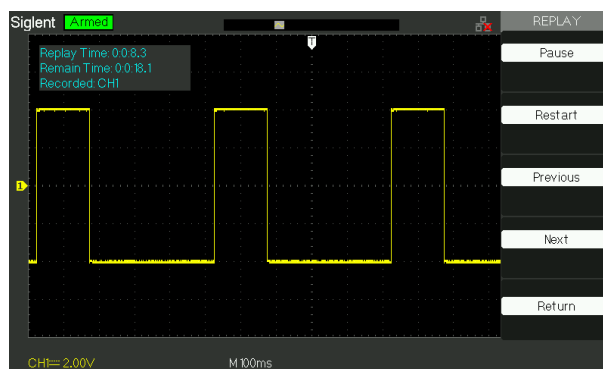 Siglent Armed REPLAY
T
Replay Time: 0:0:8.3
Remain Time: 0:0:18.1
Recorded: CH1
Pause
Restart
Previous
1
Next
Return
CH1 2.00V M 100ms